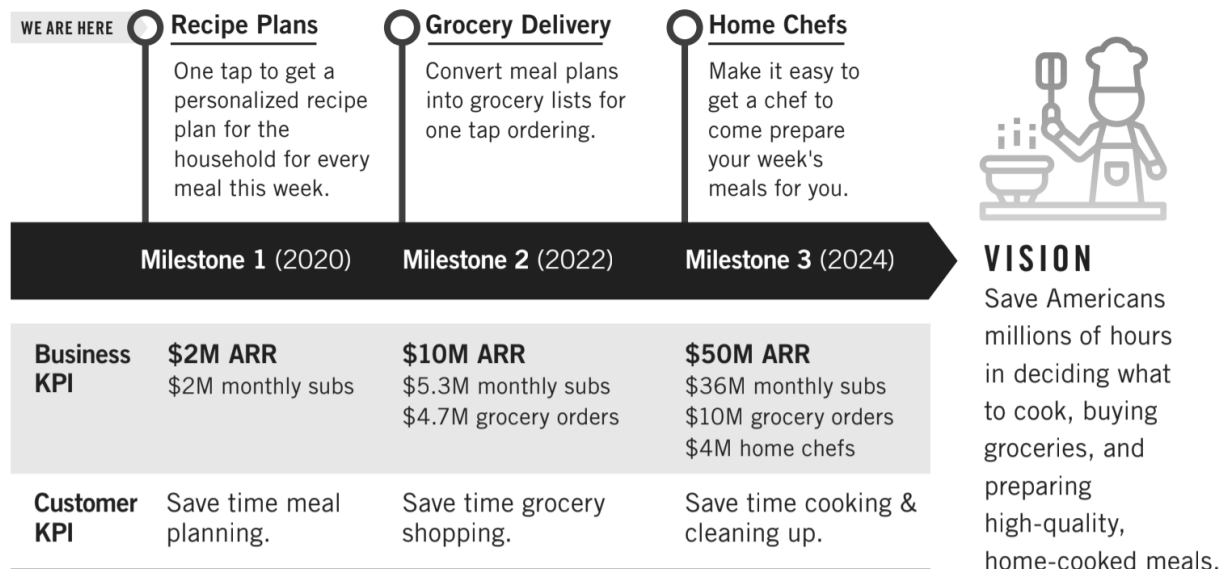 WE ARE HERE
Recipe Plans
One tap to get a
personalized recipe
plan for the
household for every
meal this week.
Grocery Delivery
Convert meal plans
into grocery lists for
one tap ordering.
Home Chefs
Make it easy to
get a chef to
come prepare
your week's
meals for you.
Milestone 1 (2020)
Milestone 2 (2022)
Milestone 3 (2024)
VISION
Save Americans
millions of hours
in deciding what
to cook, buying
groceries, and
preparing
high-quality,
home-cooked meals.
Business
KPI
$2M ARR
$2M monthly subs
$10M ARR
$5.3M monthly subs
$4.7M grocery orders
$50M ARR
$36M monthly subs
$10M grocery orders
$4M home chefs
Customer
KPI
Save time meal
planning.
Save time grocery
shopping.
Save time cooking &
cleaning up.